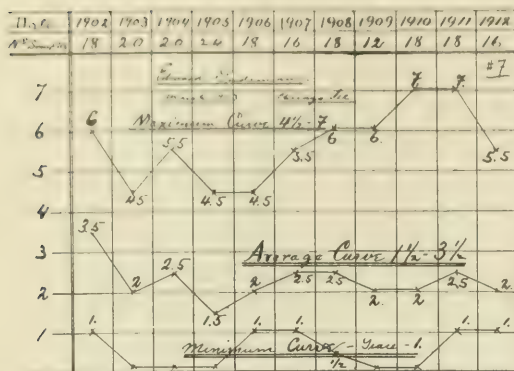 1902 1903 1904 1905 1906 1907 1908 1909 1910 1911 1912
18 20 20 24 18 16 18 12 18 18 16
#7
Edward
7
Maximum Curve 4½-7
7 7.
6 6 6 6.
5.5 5.5 5.5
5
4.5 4.5 4.5
4
3.5
3 Average Curve 1½-3½
2.5 2.5 2.5 2.5
2 2 2 2. 2 2.
1.5
1 1. 1. 1. 1. 1.
Minimum Curve - Trace - 1.
½